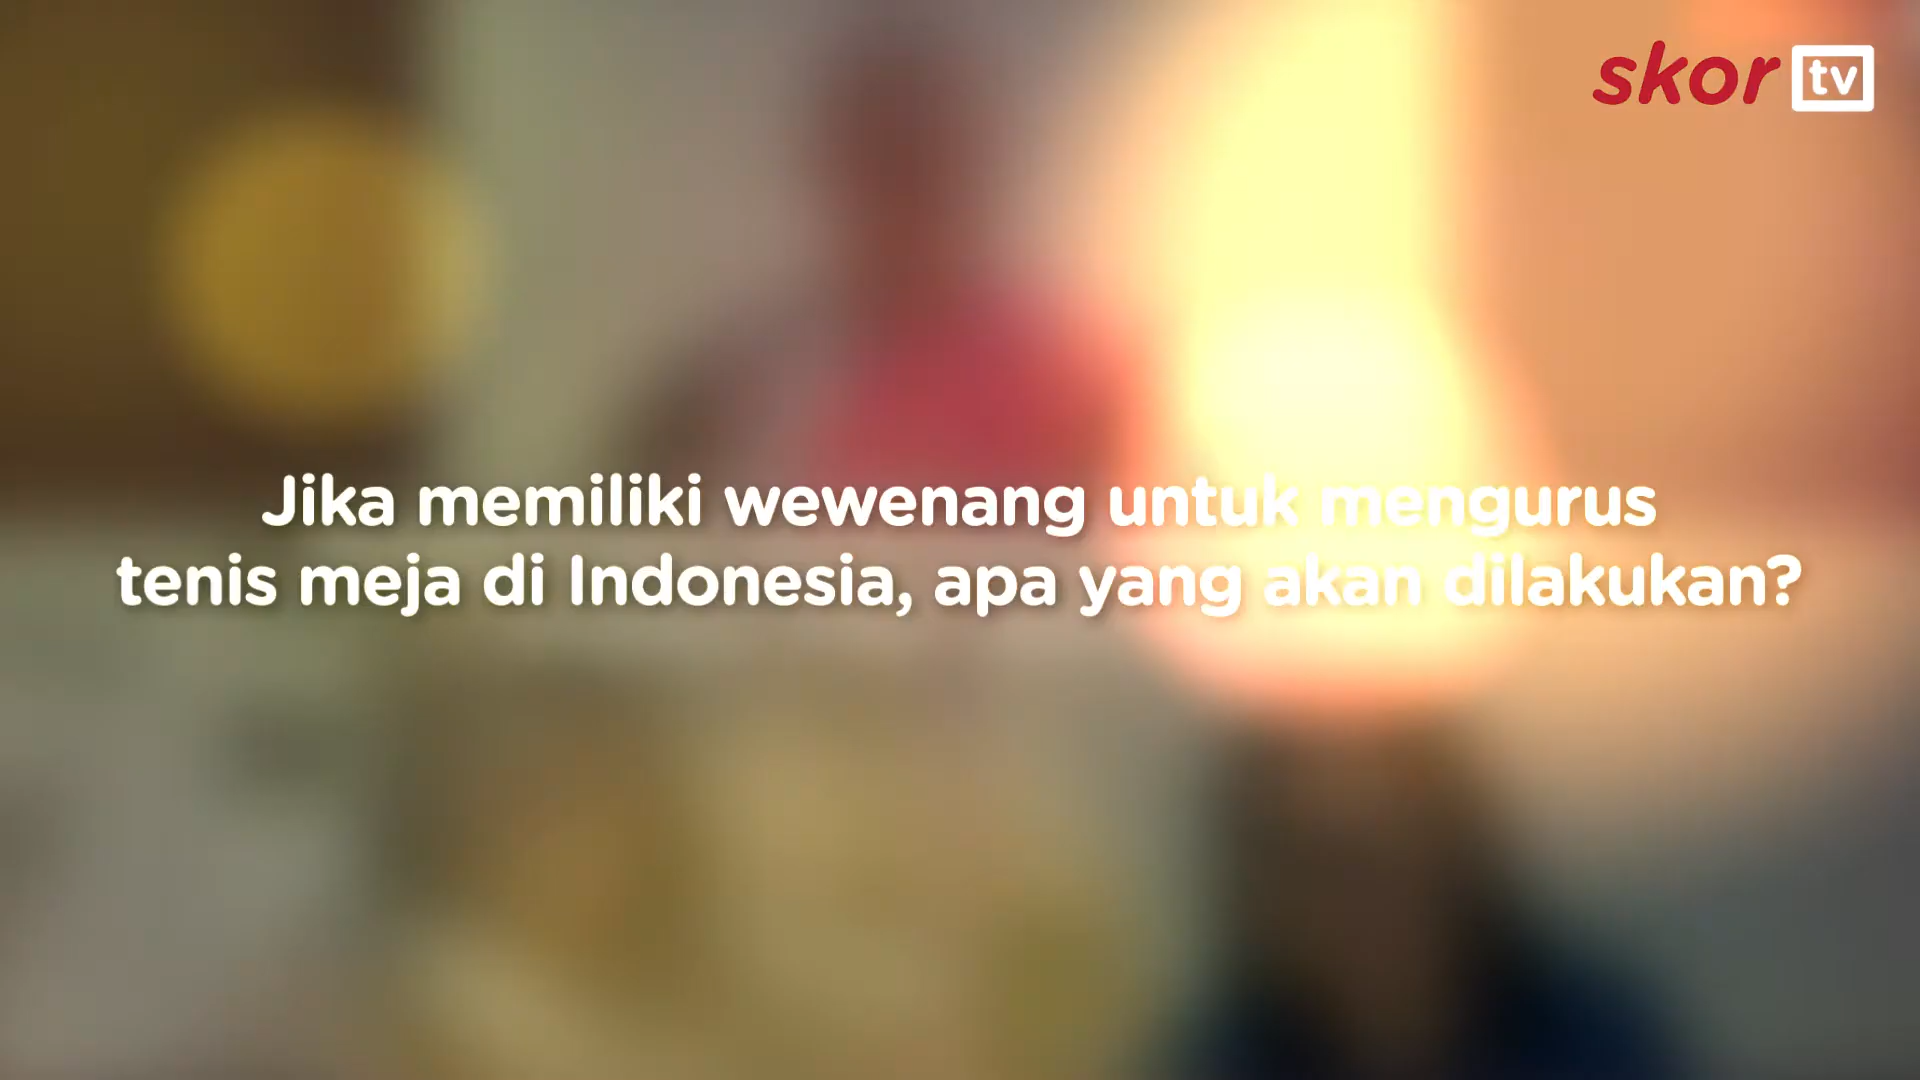 skor tv
Jika memiliki wewenang untuk mengurus
tenis meja di Indonesia, apa yang akan dilakukan?